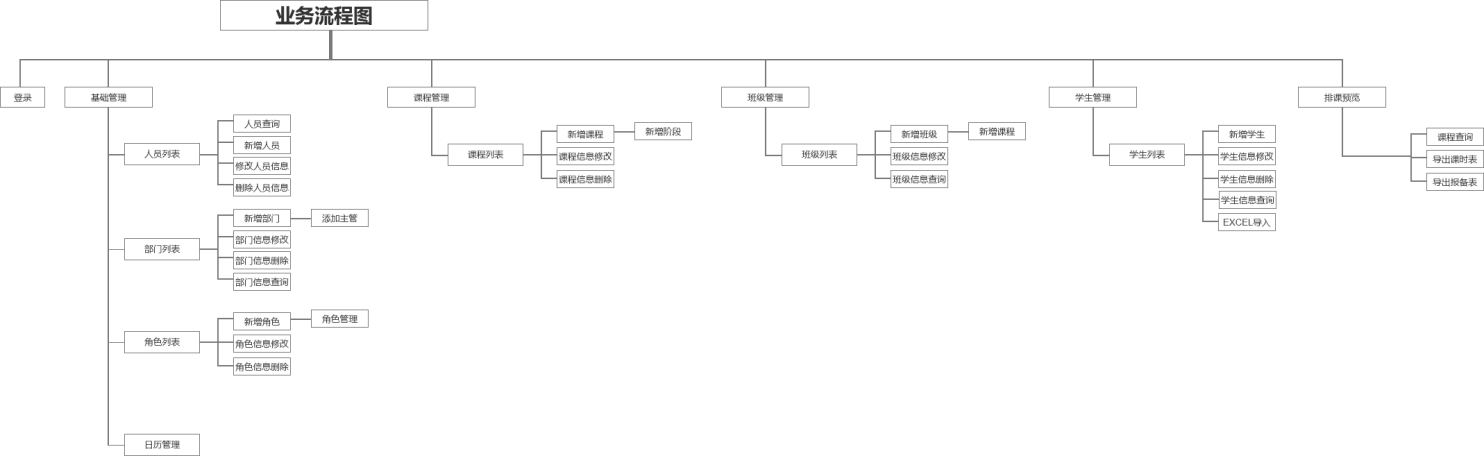 业务流程图
登录
基础管理
课程管理
班级管理
学生管理
排课预览
人员列表
人员查询
新增人员
修改人员信息
删除人员信息
部门列表
新增部门
添加主管
部门信息修改
部门信息删除
部门信息查询
角色列表
新增角色
角色管理
角色信息修改
角色信息删除
日历管理
课程列表
新增课程
新增阶段
课程信息修改
课程信息删除
班级列表
新增班级
新增课程
班级信息修改
班级信息查询
学生列表
新增学生
学生信息修改
学生信息删除
学生信息查询
EXCEL导入
课程查询
导出课时表
导出报备表